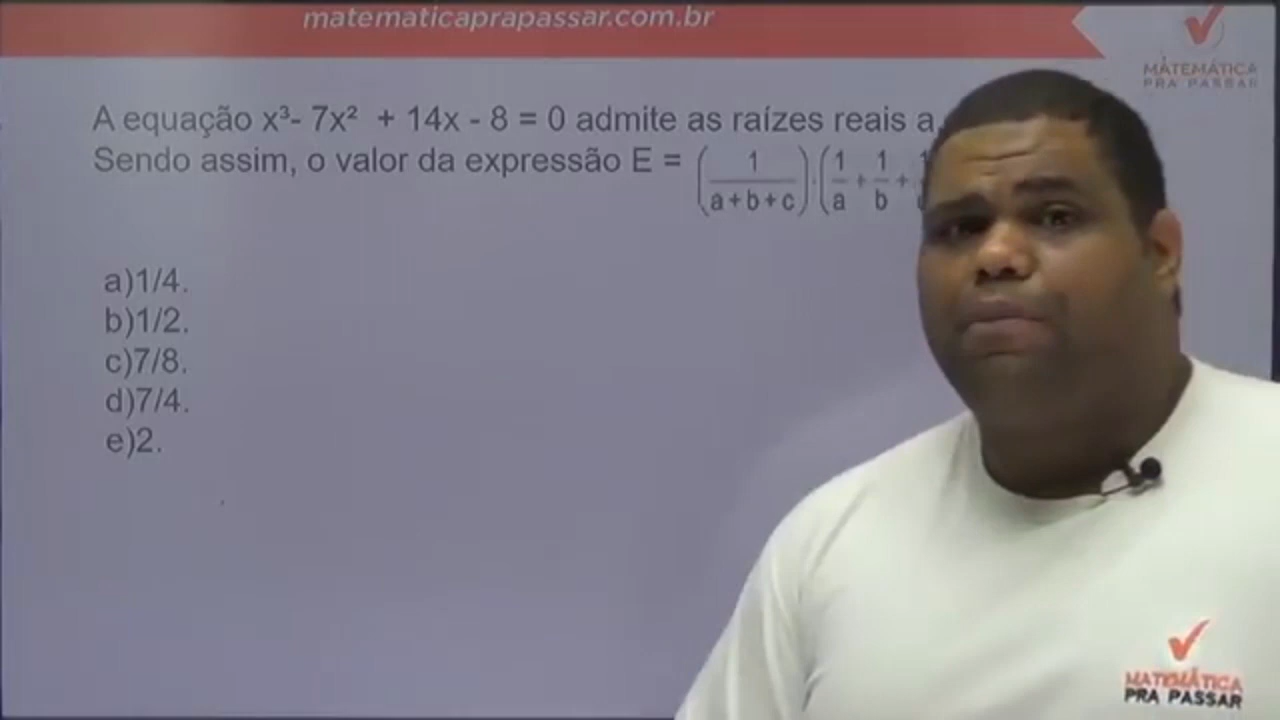 matematicaprapassar.com.br
MATEMÁTICA
PRA PASSAR
A equação x³- 7x² + 14x - 8 = 0 admite as raízes reais a,
Sendo assim, o valor da expressão E = (1/(a+b+c)).(1/a + 1/b +
a)1/4.
b)1/2.
c)7/8.
d)7/4.
e)2.
MATEMÁTICA
PRA PASSAR